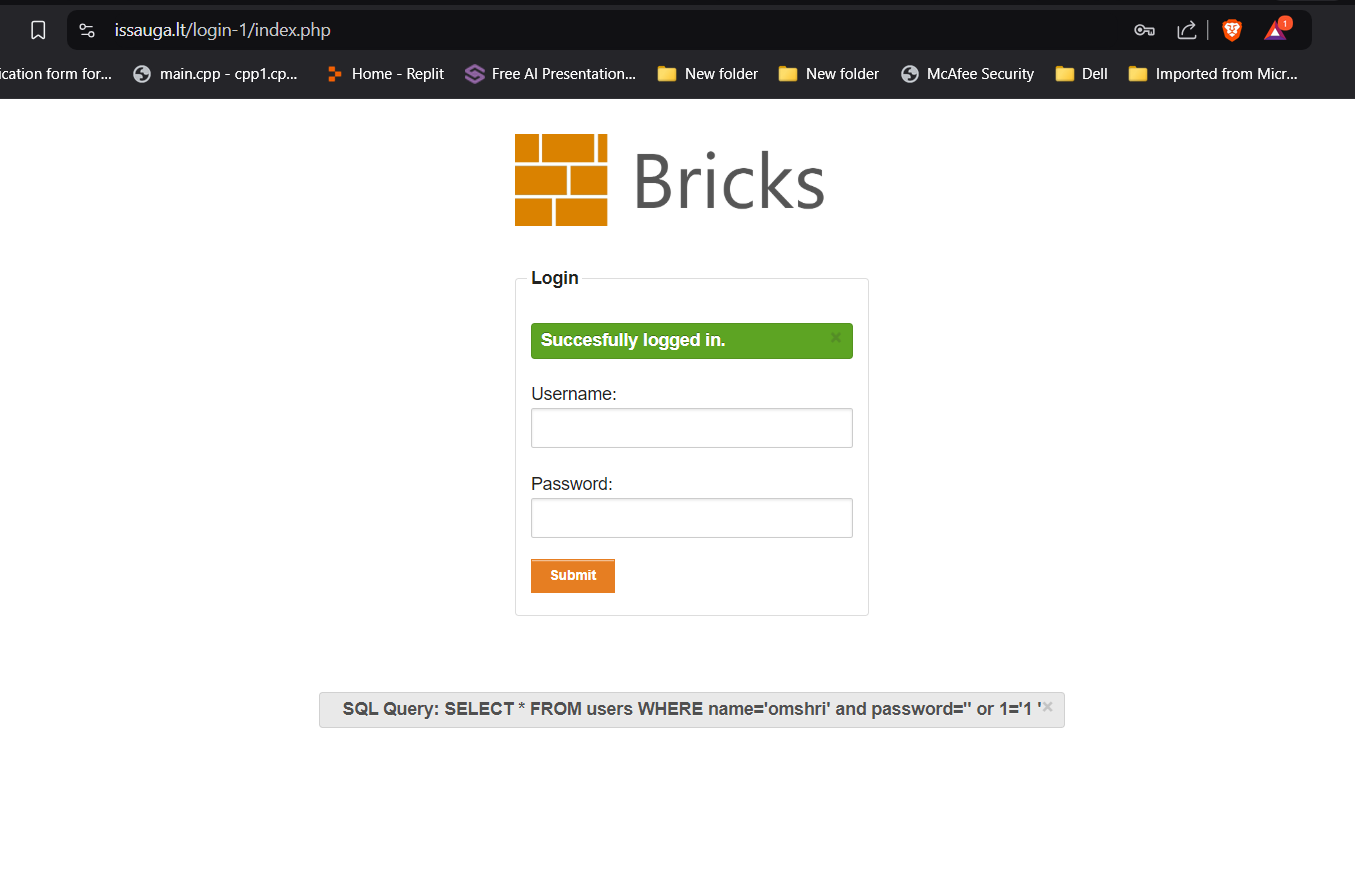 issauga.lt/login-1/index.php
1
ication form for... main.cpp - cpp1.cp... Home - Replit Free AI Presentation... New folder New folder McAfee Security Dell Imported from Micr...
Bricks
Login
Succesfully logged in. ×
Username:
Password:
Submit
SQL Query: SELECT * FROM users WHERE name='omshri' and password='' or 1='1 ' ×